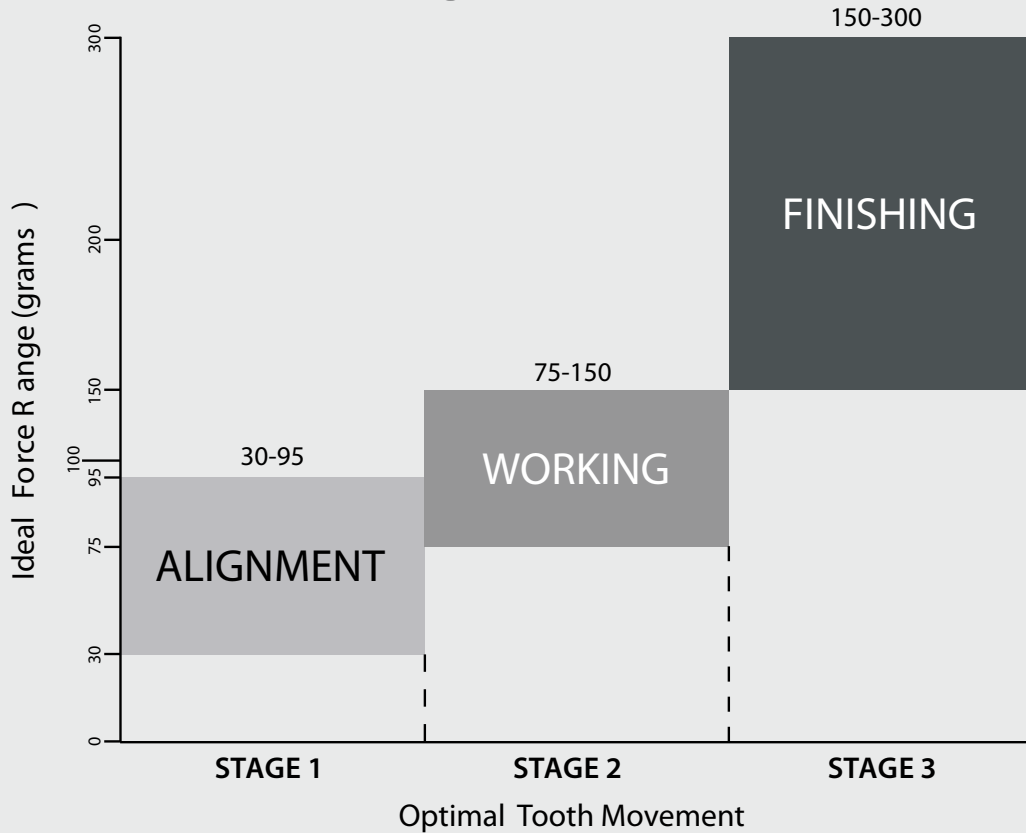 150-300
300
FINISHING
200
75-150
150
WORKING
100
30-95
95
75
ALIGNMENT
30
0
Ideal Force R ange (grams )
STAGE 1 STAGE 2 STAGE 3
Optimal Tooth Movement